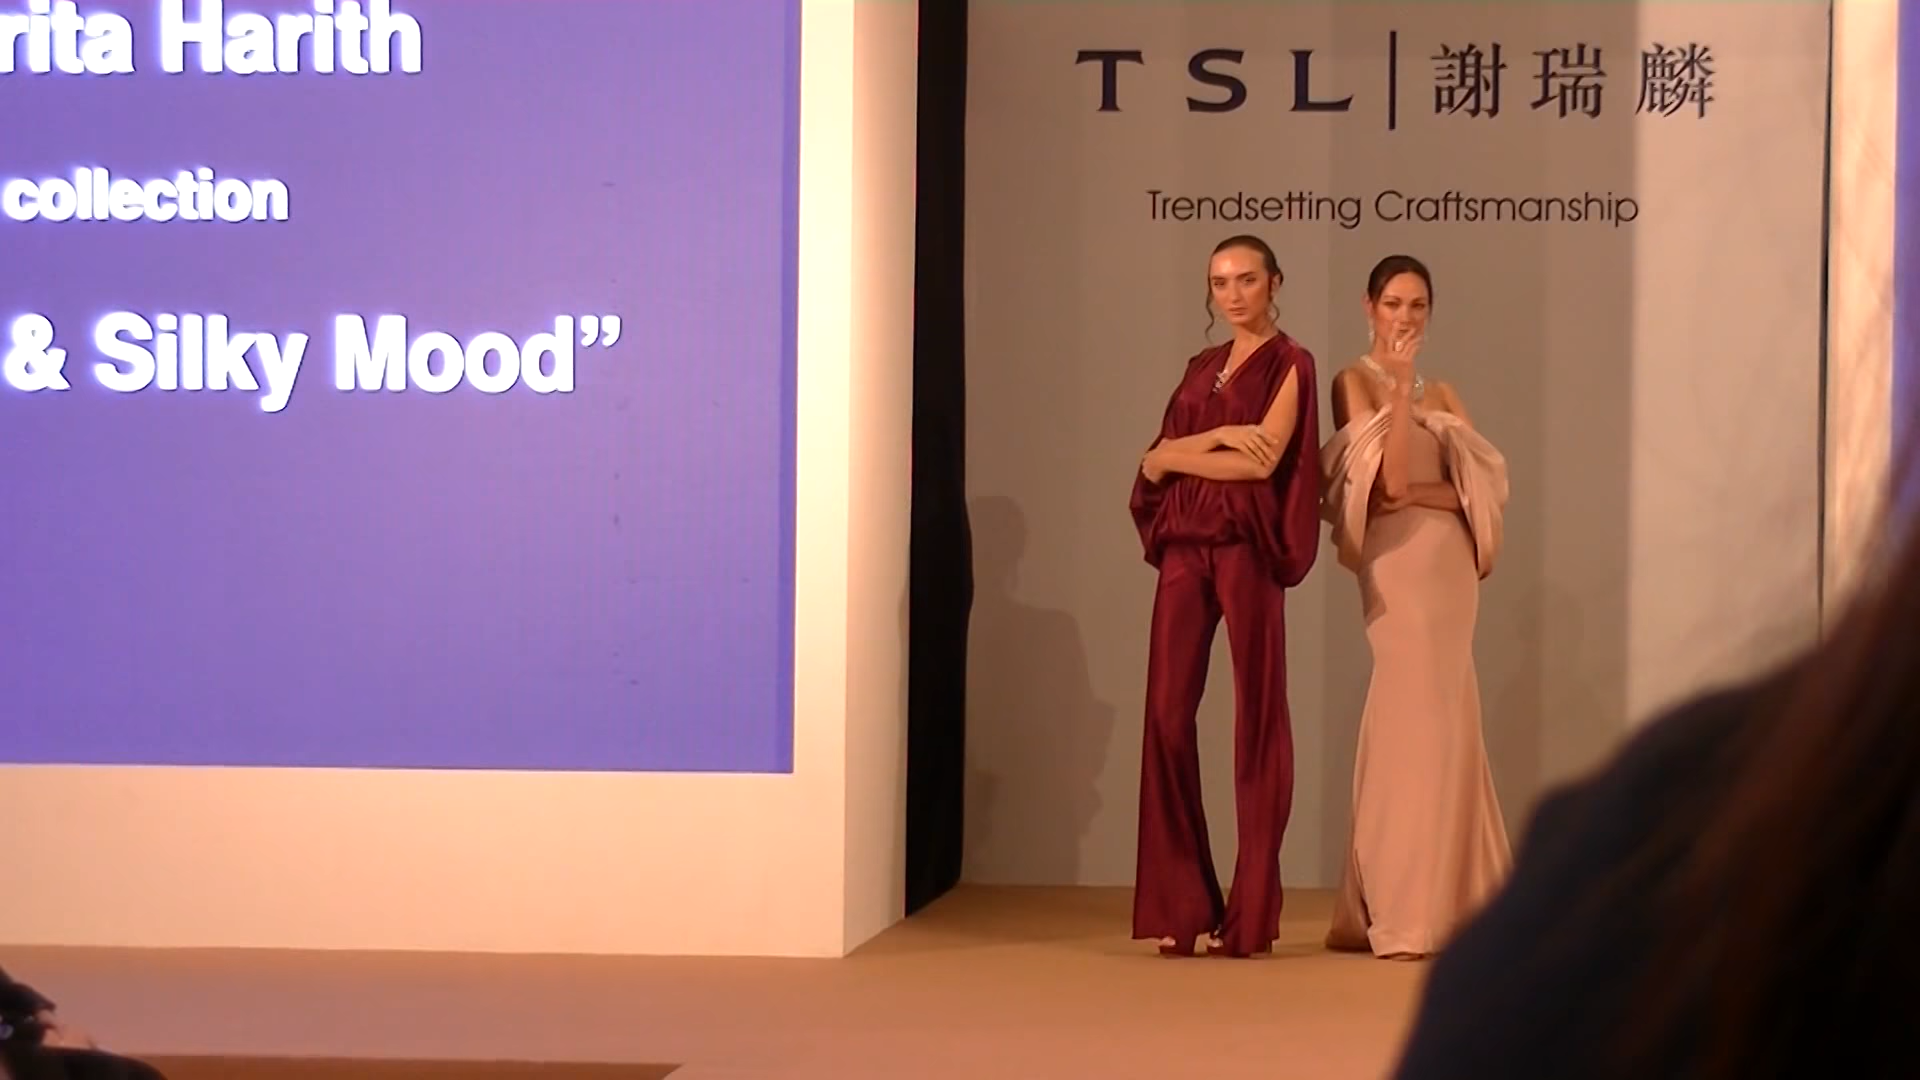 rita Harith
collection
& Silky Mood”
TSL | 謝瑞麟
Trendsetting Craftsmanship